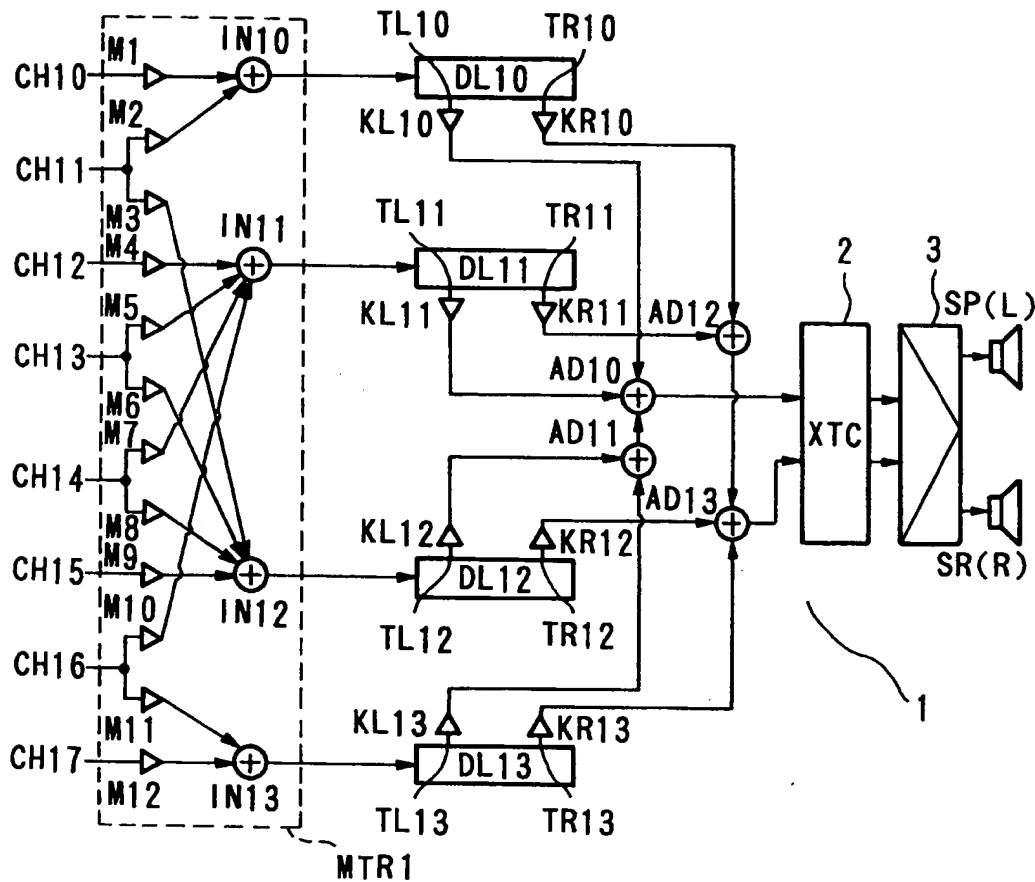 TL10
TR10
M1
IN10
CH10
DL10
M2
KL10
KR10
CH11
M3
TL11
TR11
IN11
M4
CH12
DL11
2
3
M5
KL11
KR11
AD12
SP(L)
CH13
AD10
M6
M7
AD11
XTC
CH14
AD13
M8
KL12
KR12
M9
CH15
DL12
SR(R)
IN12
M10
TL12
TR12
CH16
1
KL13
KR13
M11
CH17
DL13
M12
IN13
TL13
TR13
MTR1